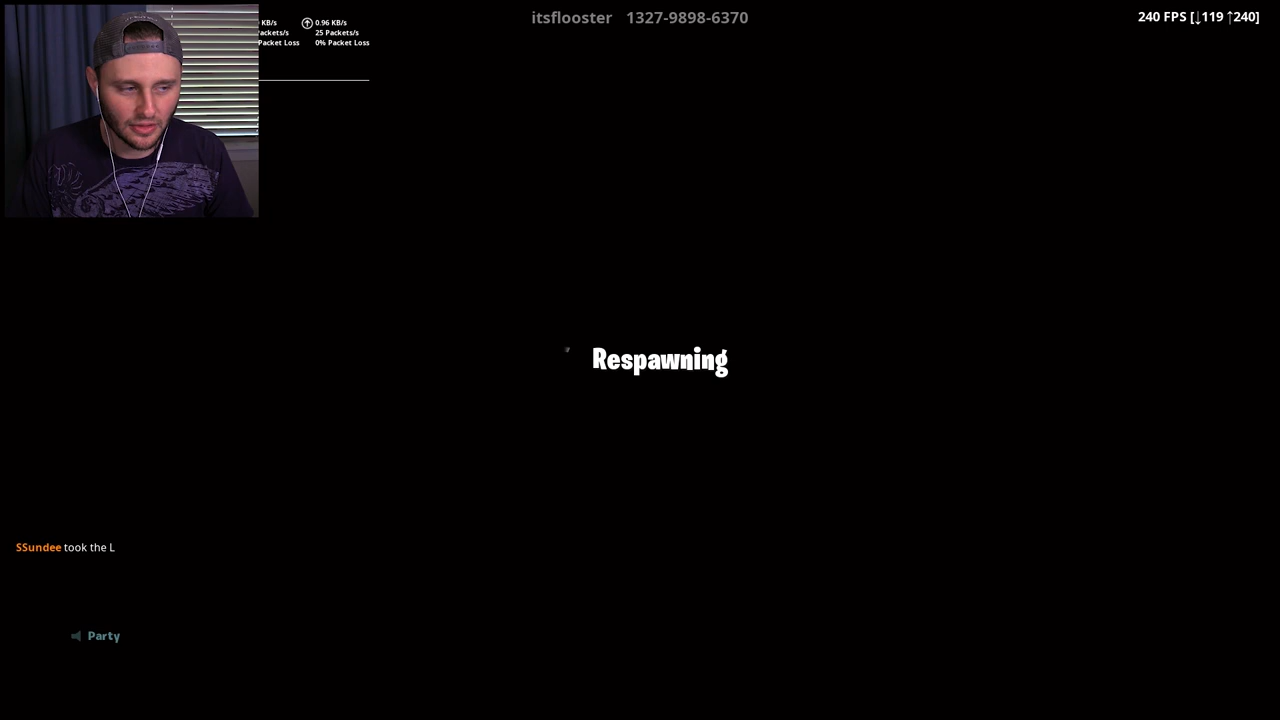 KB/s 0.96 KB/s
25 Packets/s
Packet Loss 0% Packet Loss
itsflooster 1327-9898-6370
240 FPS [↓119 ↑240]
Respawning
SSundee took the L
Party